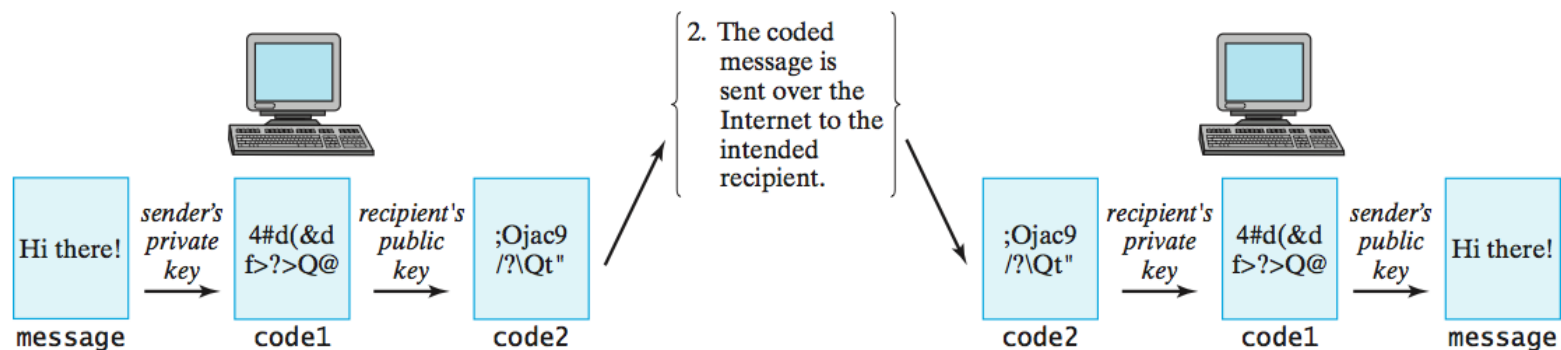 2. The coded
message is
sent over the
Internet to the
intended
recipient.
Hi there!
message
sender's
private
key
4#d(&d
f>?>Q@
code1
recipient's
public
key
;Ojac9
/?\Qt"
code2
;Ojac9
/?\Qt"
code2
recipient's
private
key
4#d(&d
f>?>Q@
code1
sender's
public
key
Hi there!
message